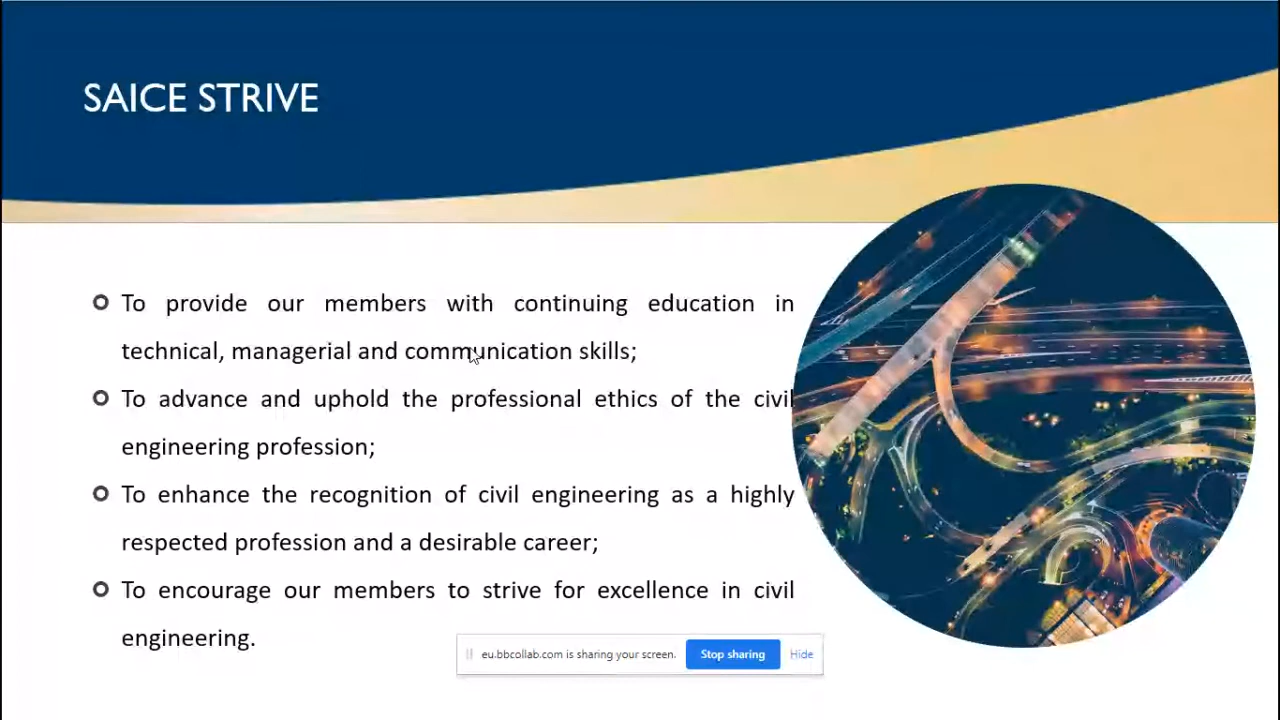 SAICE STRIVE
To provide our members with continuing education in
technical, managerial and communication skills;
To advance and uphold the professional ethics of the civil
engineering profession;
To enhance the recognition of civil engineering as a highly
respected profession and a desirable career;
To encourage our members to strive for excellence in civil
engineering.
eu.bbcollab.com is sharing your screen. Stop sharing Hide